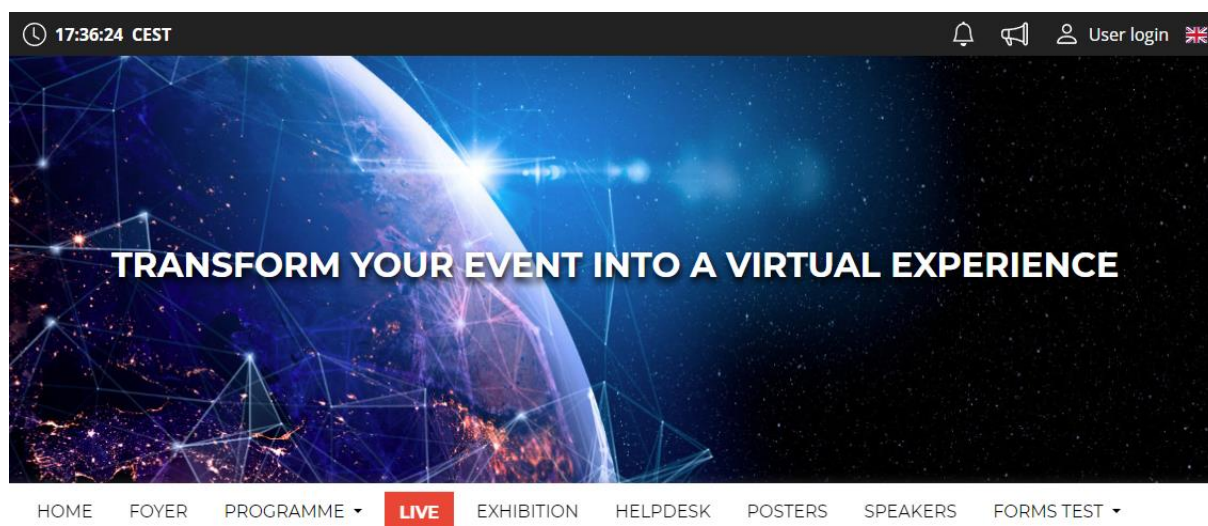 17:36:24 CEST User login
TRANSFORM YOUR EVENT INTO A VIRTUAL EXPERIENCE
HOME FOYER PROGRAMME LIVE EXHIBITION HELPDESK POSTERS SPEAKERS FORMS TEST